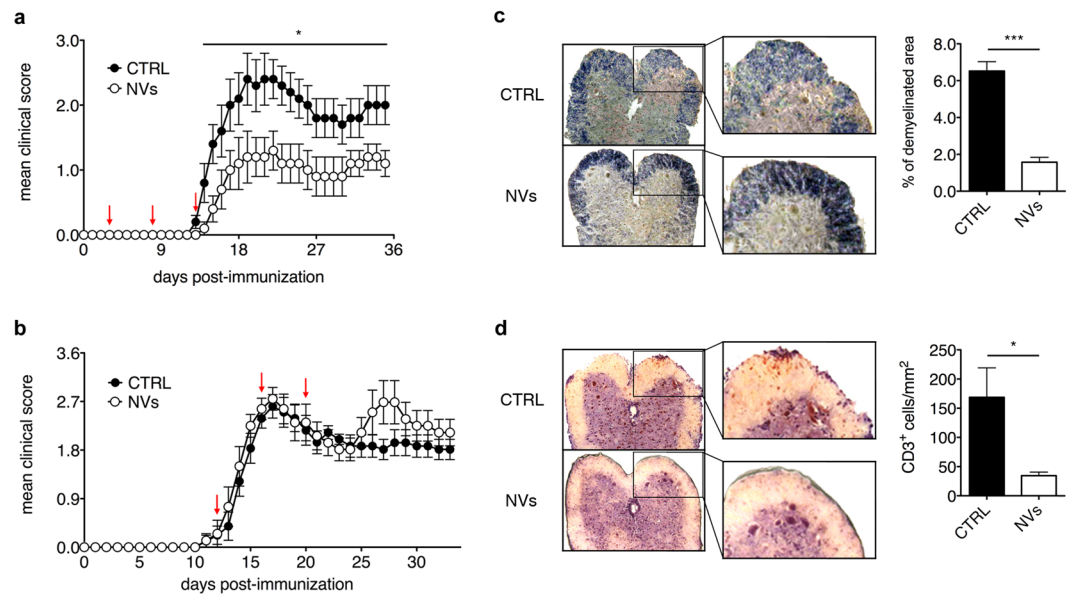 a
mean clinical score
3.0
2.0
1.0
0.0
CTRL
NVs
*
0 9 18 27 36
days post-immunization
b
mean clinical score
3.6
2.7
1.8
0.9
0.0
CTRL
NVs
0 5 10 15 20 25 30
days post-immunization
c
CTRL
NVs
% of demyelinated area
8.0
6.0
4.0
2.0
0.0
***
CTRL
NVs
d
CTRL
NVs
CD3⁺ cells/mm²
250
200
150
100
50
0
*
CTRL
NVs